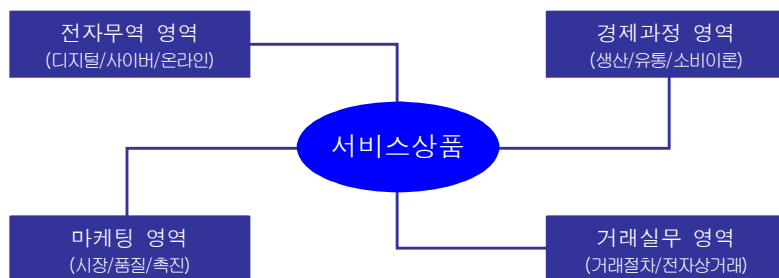 전자무역 영역
(디지털/사이버/온라인)
경제과정 영역
(생산/유통/소비이론)
서비스상품
마케팅 영역
(시장/품질/촉진)
거래실무 영역
(거래절차/전자상거래)